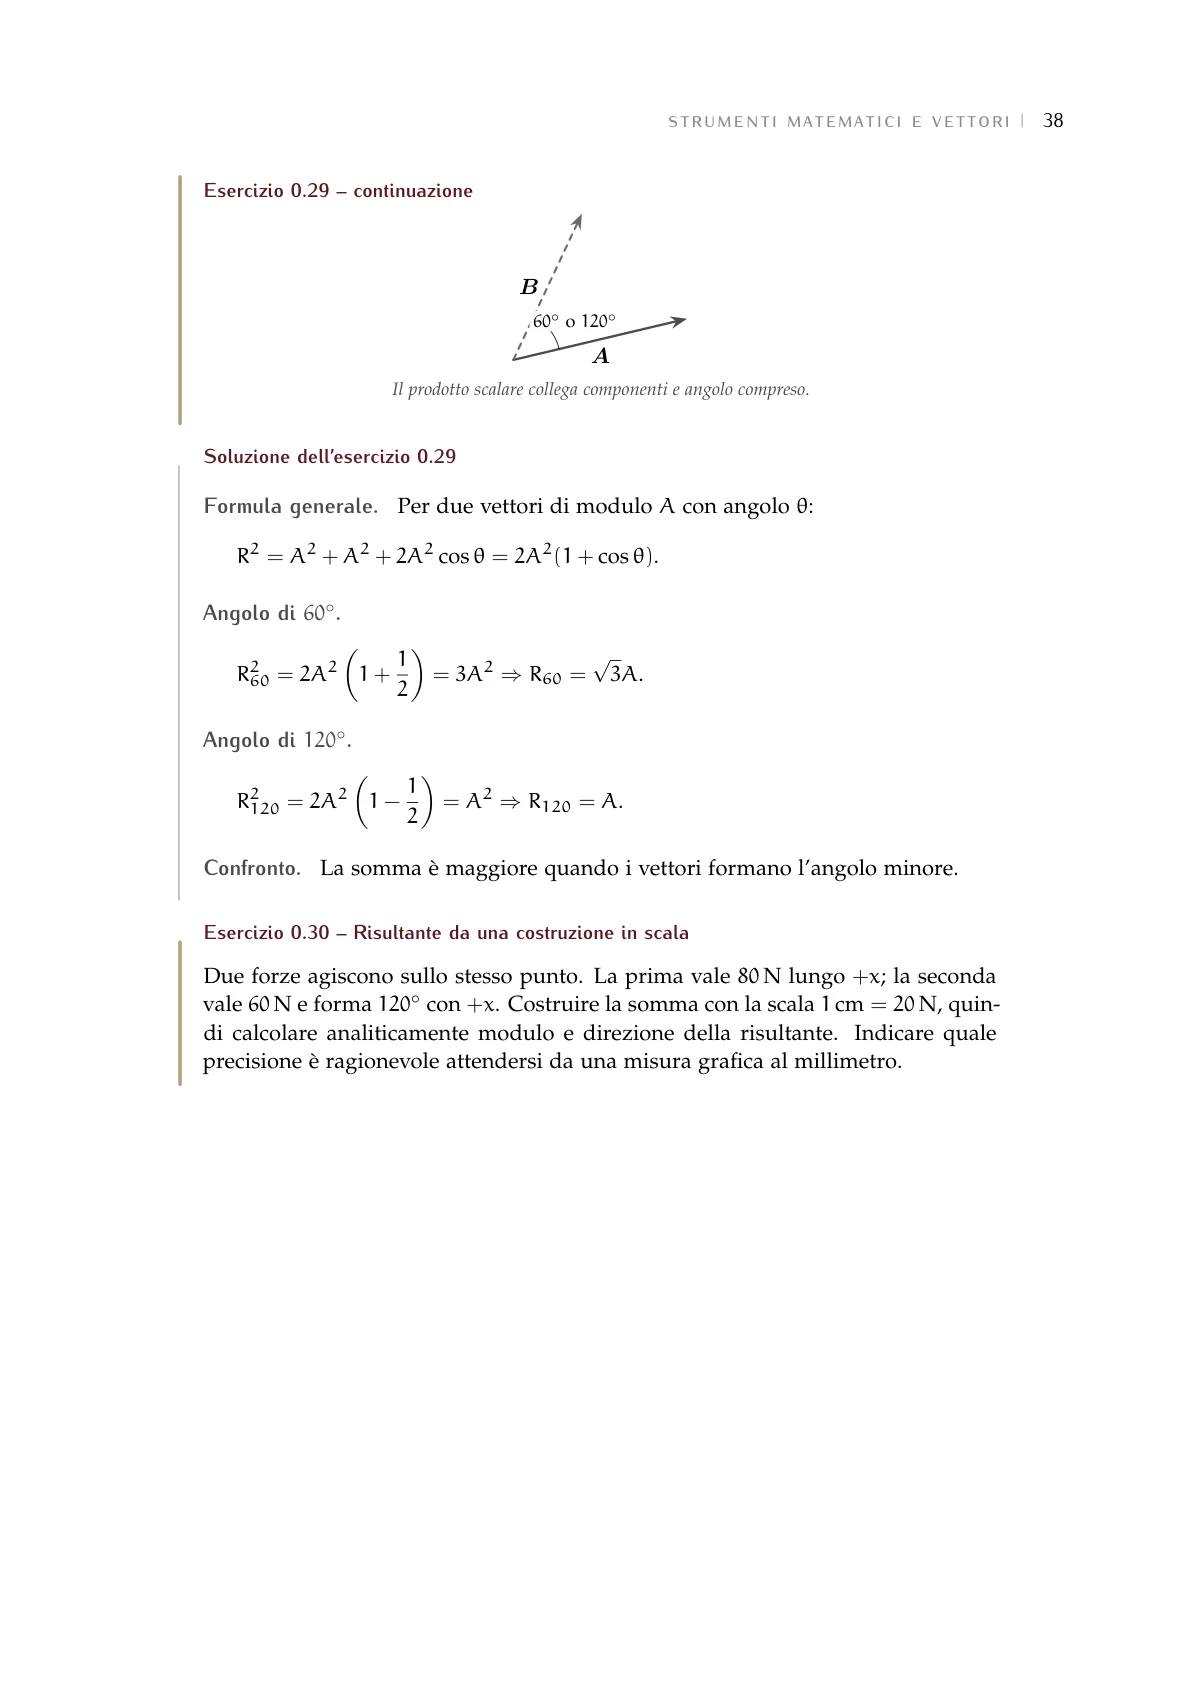 STRUMENTI MATEMATICI E VETTORI | 38
Esercizio 0.29 – continuazione
B
60° o 120°
A
Il prodotto scalare collega componenti e angolo compreso.
Soluzione dell'esercizio 0.29
Formula generale. Per due vettori di modulo A con angolo θ:
R² = A² + A² + 2A² cos θ = 2A²(1 + cos θ).
Angolo di 60°.
R²₆₀ = 2A² (1 + 1/2) = 3A² ⇒ R₆₀ = √3A.
Angolo di 120°.
R²₁₂₀ = 2A² (1 − 1/2) = A² ⇒ R₁₂₀ = A.
Confronto. La somma è maggiore quando i vettori formano l'angolo minore.
Esercizio 0.30 – Risultante da una costruzione in scala
Due forze agiscono sullo stesso punto. La prima vale 80 N lungo +x; la seconda
vale 60 N e forma 120° con +x. Costruire la somma con la scala 1 cm = 20 N, quin-
di calcolare analiticamente modulo e direzione della risultante. Indicare quale
precisione è ragionevole attendersi da una misura grafica al millimetro.